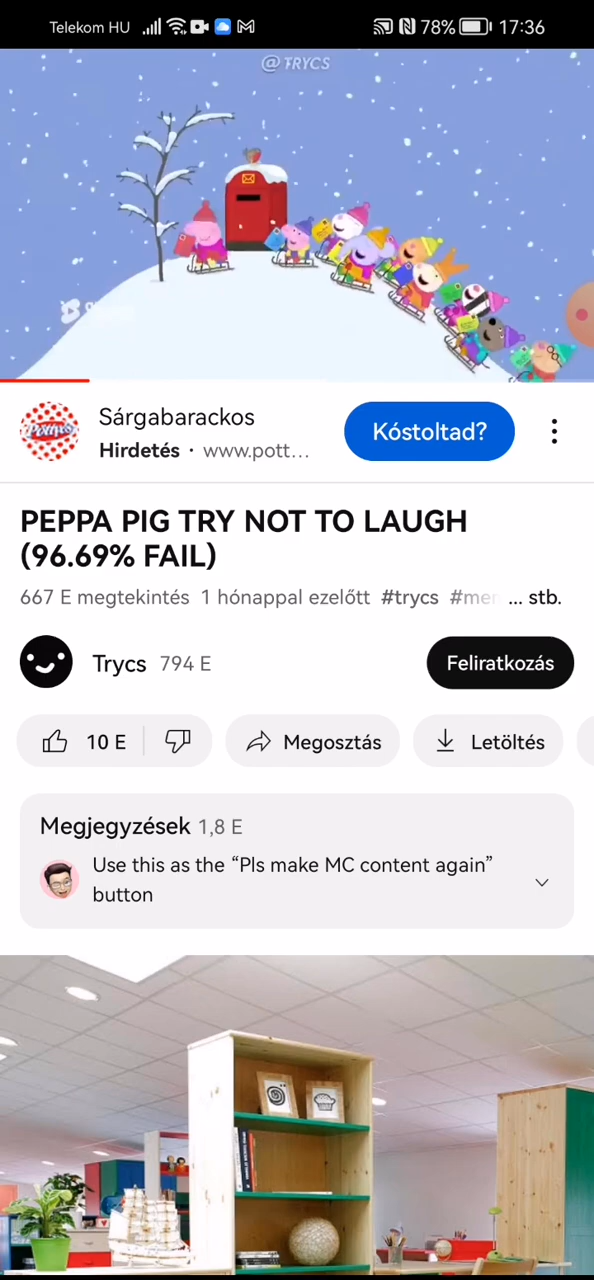 Telekom HU
78%
17:36
@TRYCS
Pöttyös
Sárgabarackos
Hirdetés · www.pott...
Kóstoltad?
PEPPA PIG TRY NOT TO LAUGH
(96.69% FAIL)
667 E megtekintés 1 hónappal ezelőtt #trycs #mem ... stb.
Trycs 794 E
Feliratkozás
10 E
Megosztás
Letöltés
Megjegyzések 1,8 E
Use this as the “Pls make MC content again”
button